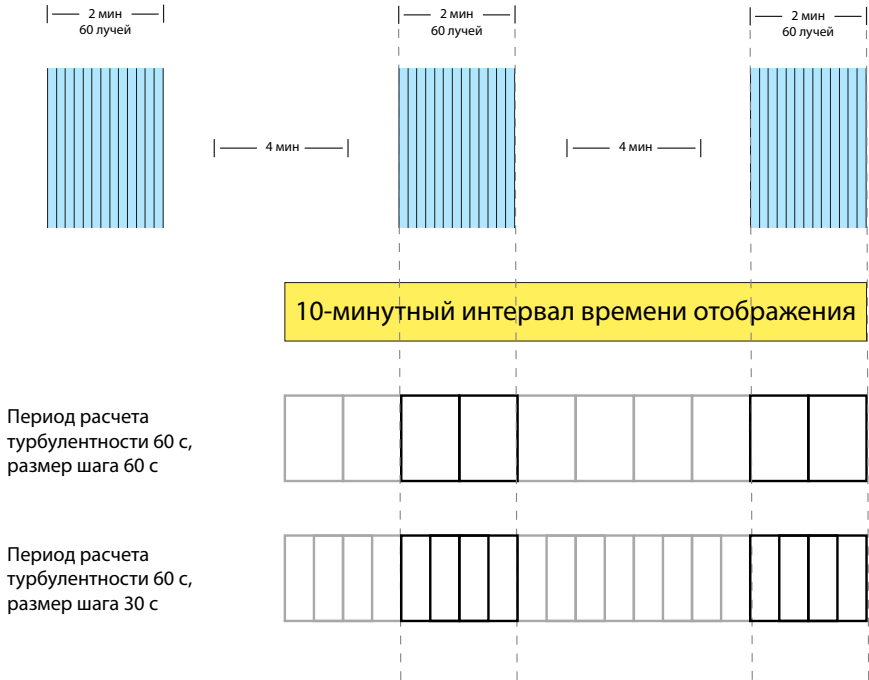 2 мин
60 лучей
2 мин
60 лучей
2 мин
60 лучей
4 мин
4 мин
10-минутный интервал времени отображения
Период расчета
турбулентности 60 с,
размер шага 60 с
Период расчета
турбулентности 60 с,
размер шага 30 с